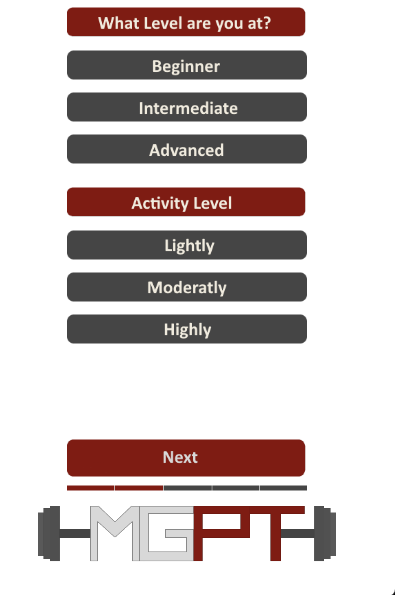 What Level are you at?
Beginner
Intermediate
Advanced
Activity Level
Lightly
Moderatly
Highly
Next
MGPT